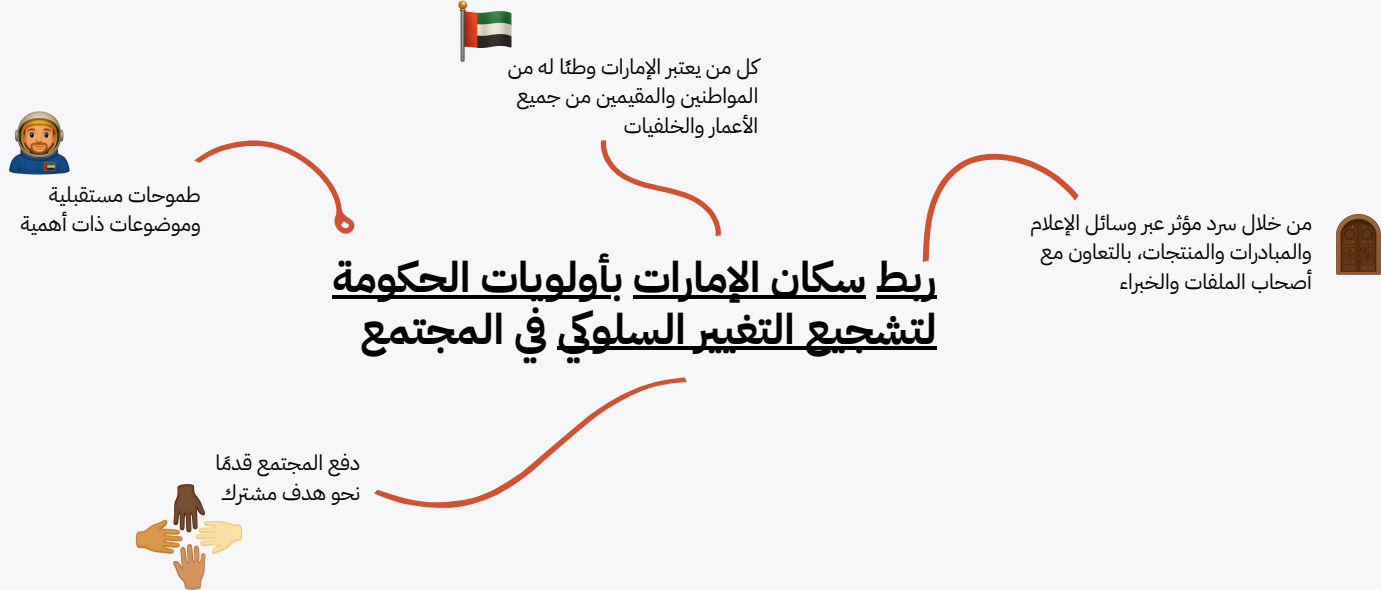 كل من يعتبر الإمارات وطنًا له من
المواطنين والمقيمين من جميع
الأعمار والخلفيات
من خلال سرد مؤثر عبر وسائل الإعلام
والمبادرات والمنتجات، بالتعاون مع
أصحاب الملفات والخبراء
طموحات مستقبلية
وموضوعات ذات أهمية
ربط سكان الإمارات بأولويات الحكومة
لتشجيع التغيير السلوكي في المجتمع
دفع المجتمع قدمًا
نحو هدف مشترك